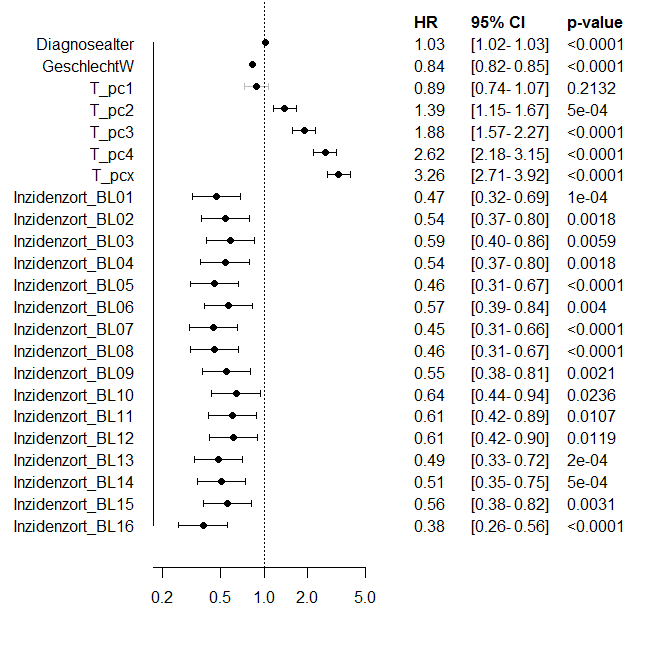 HR 95% CI p-value
Diagnosealter 1.03 [1.02- 1.03] <0.0001
GeschlechtW 0.84 [0.82- 0.85] <0.0001
T_pc1 0.89 [0.74- 1.07] 0.2132
T_pc2 1.39 [1.15- 1.67] 5e-04
T_pc3 1.88 [1.57- 2.27] <0.0001
T_pc4 2.62 [2.18- 3.15] <0.0001
T_pcx 3.26 [2.71- 3.92] <0.0001
Inzidenzort_BL01 0.47 [0.32- 0.69] 1e-04
Inzidenzort_BL02 0.54 [0.37- 0.80] 0.0018
Inzidenzort_BL03 0.59 [0.40- 0.86] 0.0059
Inzidenzort_BL04 0.54 [0.37- 0.80] 0.0018
Inzidenzort_BL05 0.46 [0.31- 0.67] <0.0001
Inzidenzort_BL06 0.57 [0.39- 0.84] 0.004
Inzidenzort_BL07 0.45 [0.31- 0.66] <0.0001
Inzidenzort_BL08 0.46 [0.31- 0.67] <0.0001
Inzidenzort_BL09 0.55 [0.38- 0.81] 0.0021
Inzidenzort_BL10 0.64 [0.44- 0.94] 0.0236
Inzidenzort_BL11 0.61 [0.42- 0.89] 0.0107
Inzidenzort_BL12 0.61 [0.42- 0.90] 0.0119
Inzidenzort_BL13 0.49 [0.33- 0.72] 2e-04
Inzidenzort_BL14 0.51 [0.35- 0.75] 5e-04
Inzidenzort_BL15 0.56 [0.38- 0.82] 0.0031
Inzidenzort_BL16 0.38 [0.26- 0.56] <0.0001
0.2 0.5 1.0 2.0 5.0